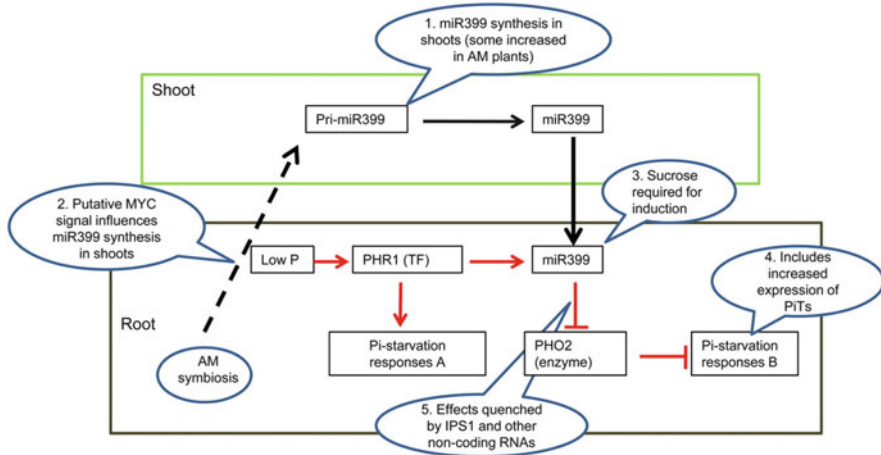 1. miR399 synthesis in
shoots (some increased
in AM plants)
Shoot
Pri-miR399
miR399
2. Putative MYC
signal influences
miR399 synthesis
in shoots
3. Sucrose
required for
induction
Low P
PHR1 (TF)
miR399
4. Includes
increased
expression of
PiTs
Root
AM
symbiosis
Pi-starvation
responses A
PHO2
(enzyme)
Pi-starvation
responses B
5. Effects quenched
by IPS1 and other
non-coding RNAs